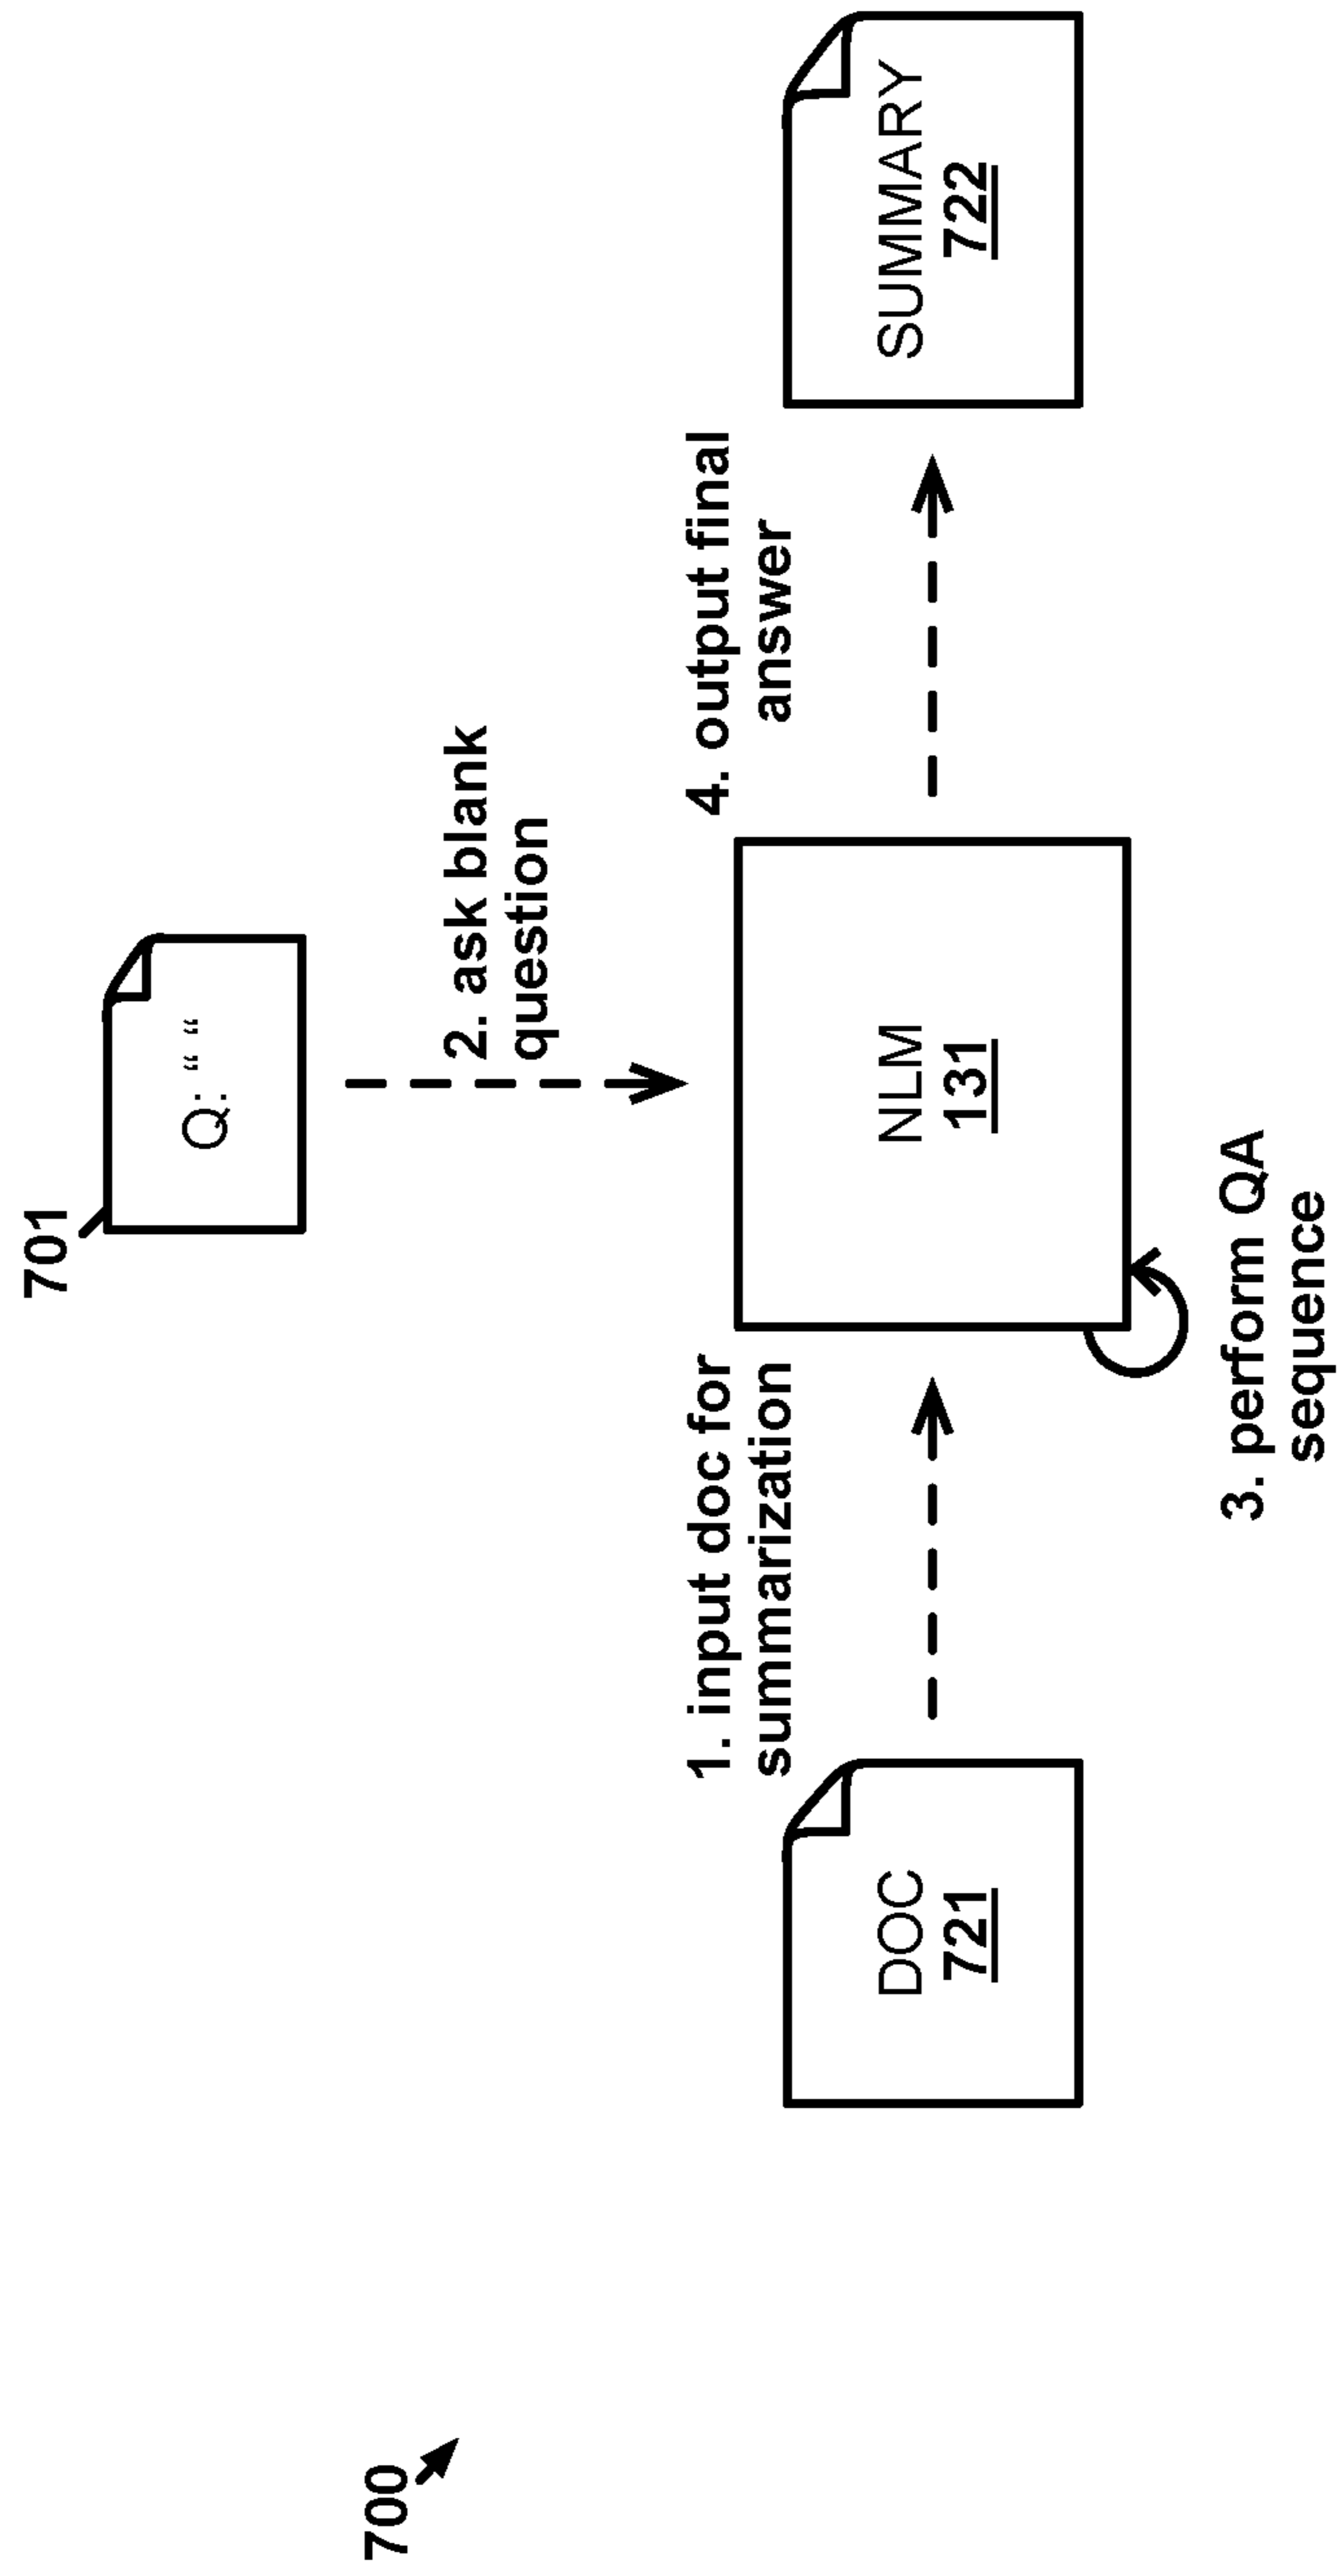 700
701
Q: “ “
2. ask blank
question
1. input doc for
summarization
4. output final
answer
DOC
721
NLM
131
SUMMARY
722
3. perform QA
sequence